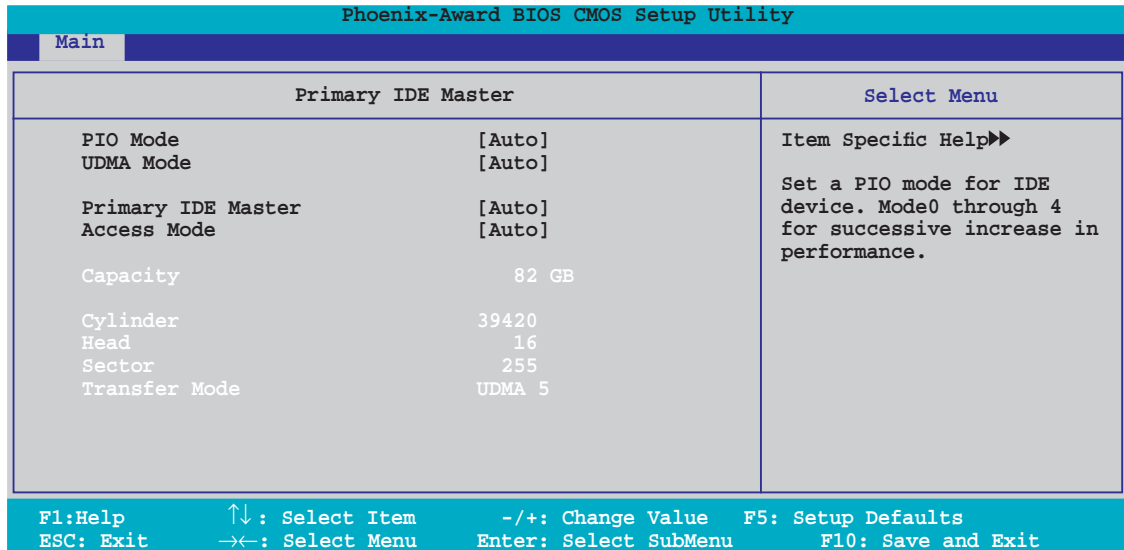 Phoenix-Award BIOS CMOS Setup Utility
Main
Primary IDE Master
Select Menu
PIO Mode [Auto]
UDMA Mode [Auto]
Primary IDE Master [Auto]
Access Mode [Auto]
Capacity 82 GB
Cylinder 39420
Head 16
Sector 255
Transfer Mode UDMA 5
Item Specific Help▶▶
Set a PIO mode for IDE
device. Mode0 through 4
for successive increase in
performance.
F1:Help ↑↓: Select Item -/+: Change Value F5: Setup Defaults
ESC: Exit →←: Select Menu Enter: Select SubMenu F10: Save and Exit